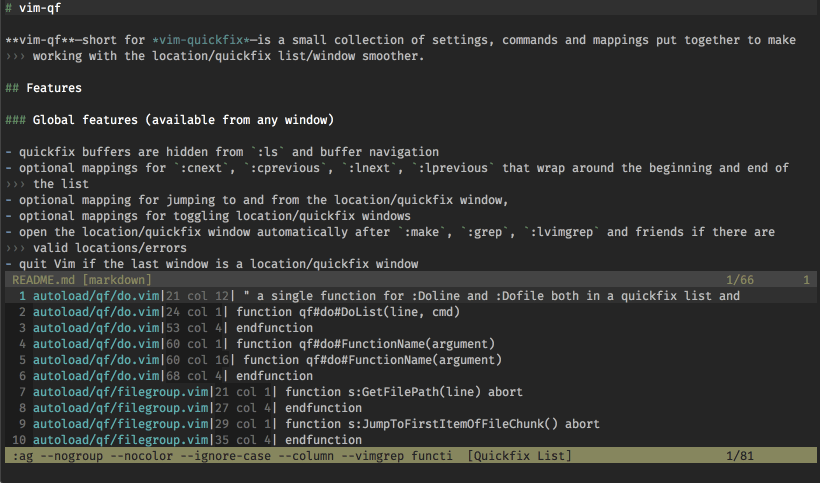 # vim-qf
**vim-qf**—short for *vim-quickfix*—is a small collection of settings, commands and mappings put together to make
››› working with the location/quickfix list/window smoother.
## Features
### Global features (available from any window)
- quickfix buffers are hidden from `:ls` and buffer navigation
- optional mappings for `:cnext`, `:cprevious`, `:lnext`, `:lprevious` that wrap around the beginning and end of
››› the list
- optional mapping for jumping to and from the location/quickfix window,
- optional mappings for toggling location/quickfix windows
- open the location/quickfix window automatically after `:make`, `:grep`, `:lvimgrep` and friends if there are
››› valid locations/errors
- quit Vim if the last window is a location/quickfix window
README.md [markdown] 1/66 1
1 autoload/qf/do.vim|21 col 12| " a single function for :Doline and :Dofile both in a quickfix list and
2 autoload/qf/do.vim|24 col 1| function qf#do#DoList(line, cmd)
3 autoload/qf/do.vim|53 col 4| endfunction
4 autoload/qf/do.vim|60 col 1| function qf#do#FunctionName(argument)
5 autoload/qf/do.vim|60 col 16| function qf#do#FunctionName(argument)
6 autoload/qf/do.vim|68 col 4| endfunction
7 autoload/qf/filegroup.vim|21 col 1| function s:GetFilePath(line) abort
8 autoload/qf/filegroup.vim|27 col 4| endfunction
9 autoload/qf/filegroup.vim|29 col 1| function s:JumpToFirstItemOfFileChunk() abort
10 autoload/qf/filegroup.vim|35 col 4| endfunction
:ag --nogroup --nocolor --ignore-case --column --vimgrep functi [Quickfix List] 1/81